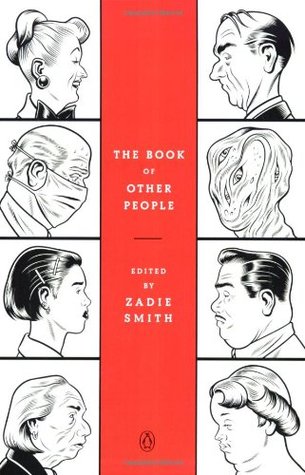 THE BOOK
OF
OTHER
PEOPLE
EDITED
BY
ZADIE
SMITH